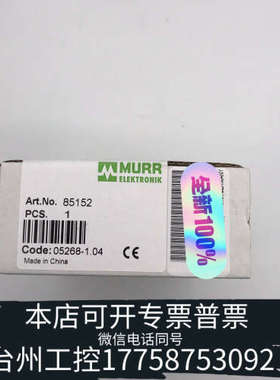 MURR
ELEKTRONIK
Art.No. 85152
PCS. 1
Code: 05268-1.04
Made in China
CE
全新100%
本店可开专票普票
微信电话同号
台州工控17758753092